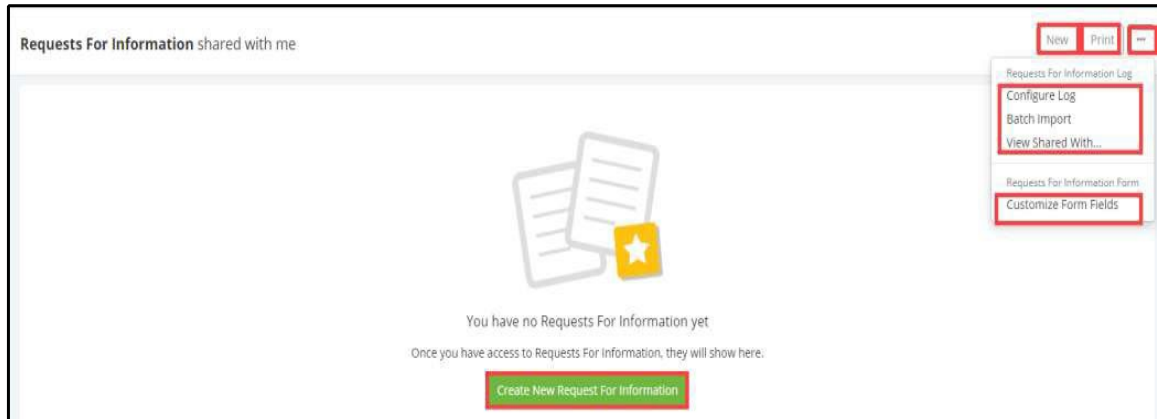 Requests For Information shared with me
New Print ...
Requests For Information Log
Configure Log
Batch Import
View Shared With...
Requests For Information Form
Customize Form Fields
You have no Requests For Information yet
Once you have access to Requests For Information, they will show here.
Create New Request For Information